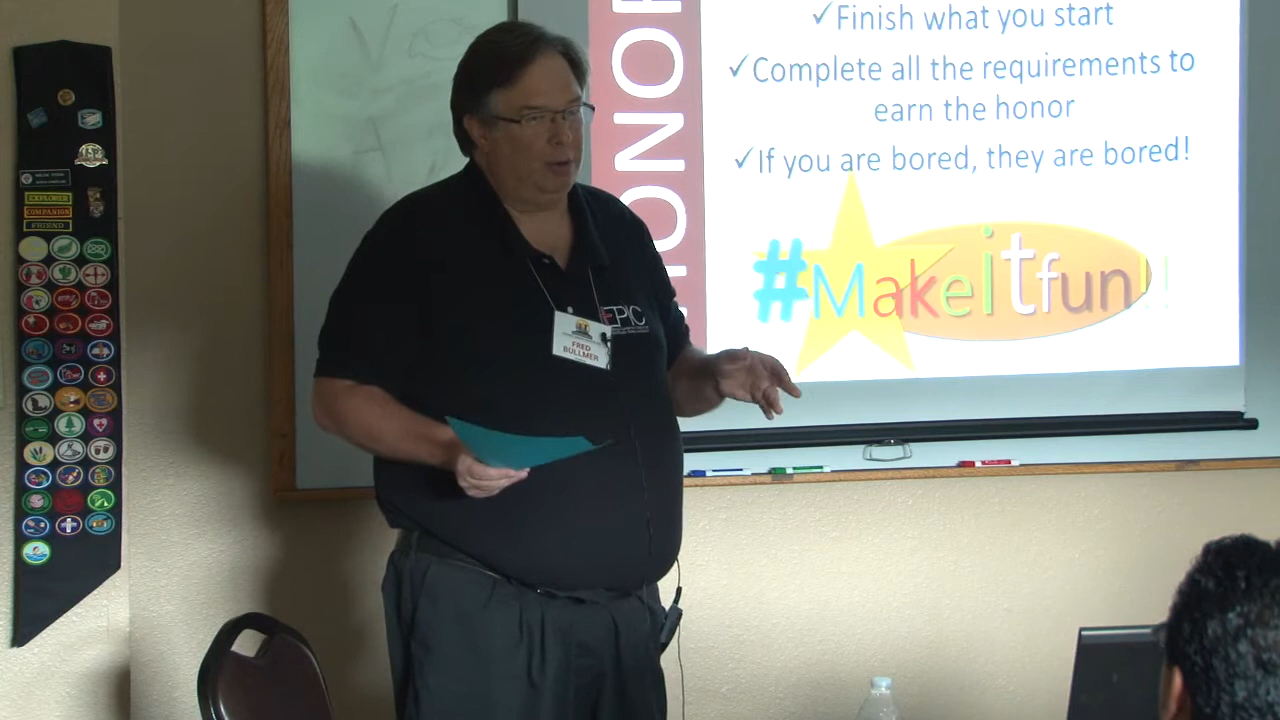 HONOR
✓Finish what you start
✓Complete all the requirements to
earn the honor
✓If you are bored, they are bored!
#Makeitfun!!
EPIC
FRED
BULLMER
EXPLORER
COMPANION
FRIEND